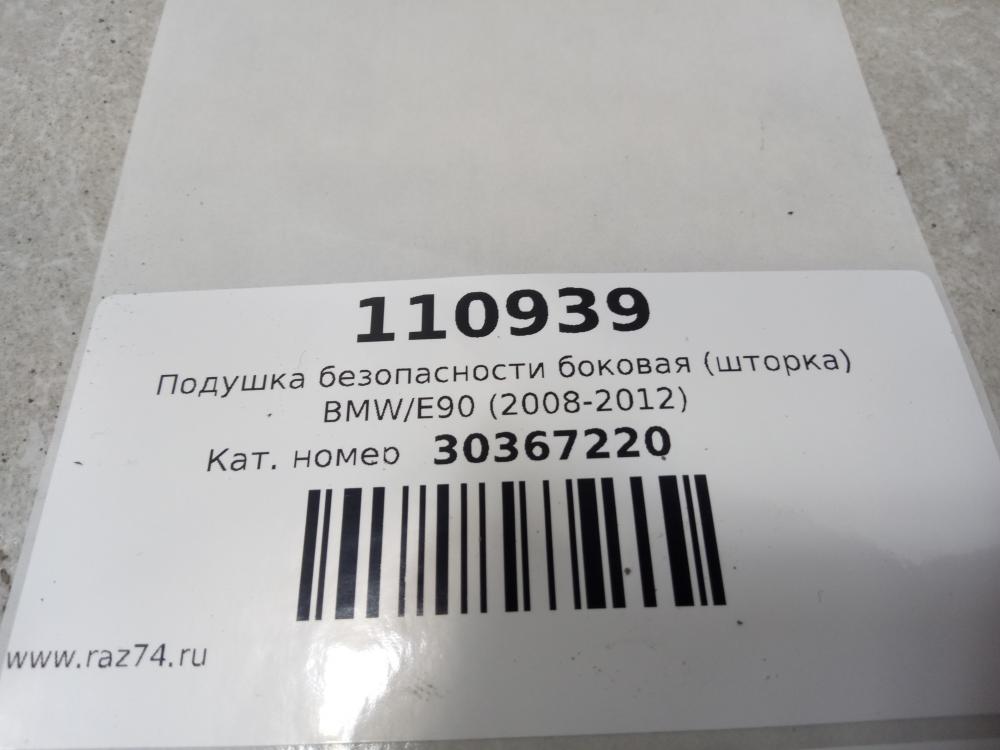 110939
Подушка безопасности боковая (шторка)
BMW/E90 (2008-2012)
Кат. номер 30367220
www.raz74.ru